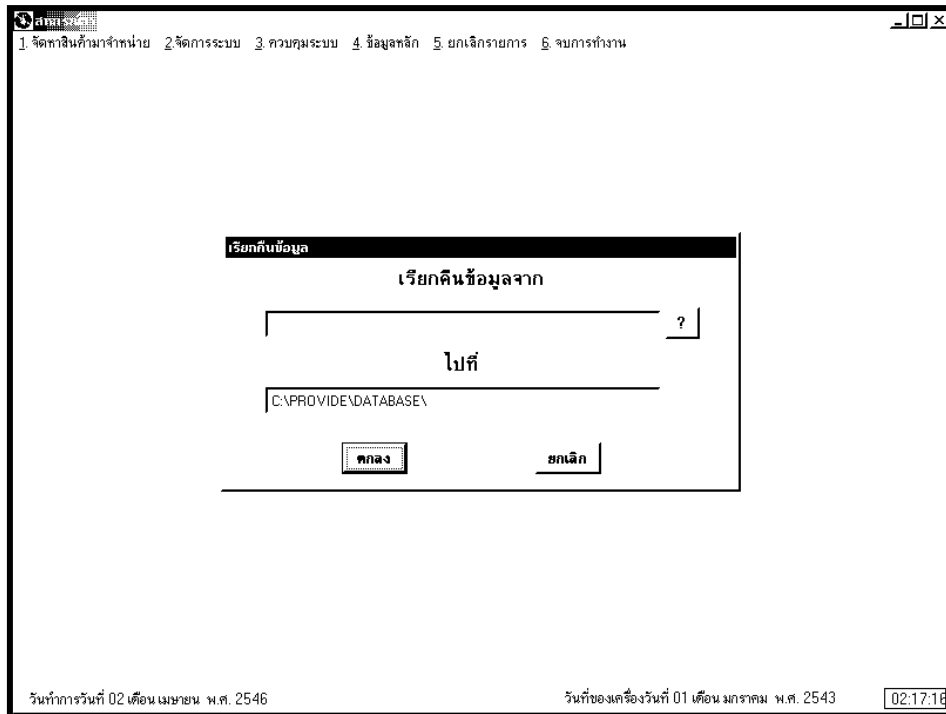 1. จัดหาสินค้ามาจำหน่าย 2.จัดการระบบ 3. ควบคุมระบบ 4. ข้อมูลหลัก 5. ยกเลิกรายการ 6. จบการทำงาน
เรียกคืนข้อมูล
เรียกคืนข้อมูลจาก
?
ไปที่
C:\PROVIDE\DATABASE\
ตกลง ยกเลิก
วันทำการวันที่ 02 เดือน เมษายน พ.ศ. 2546 วันที่ของเครื่องวันที่ 01 เดือน มกราคม พ.ศ. 2543 02:17:16